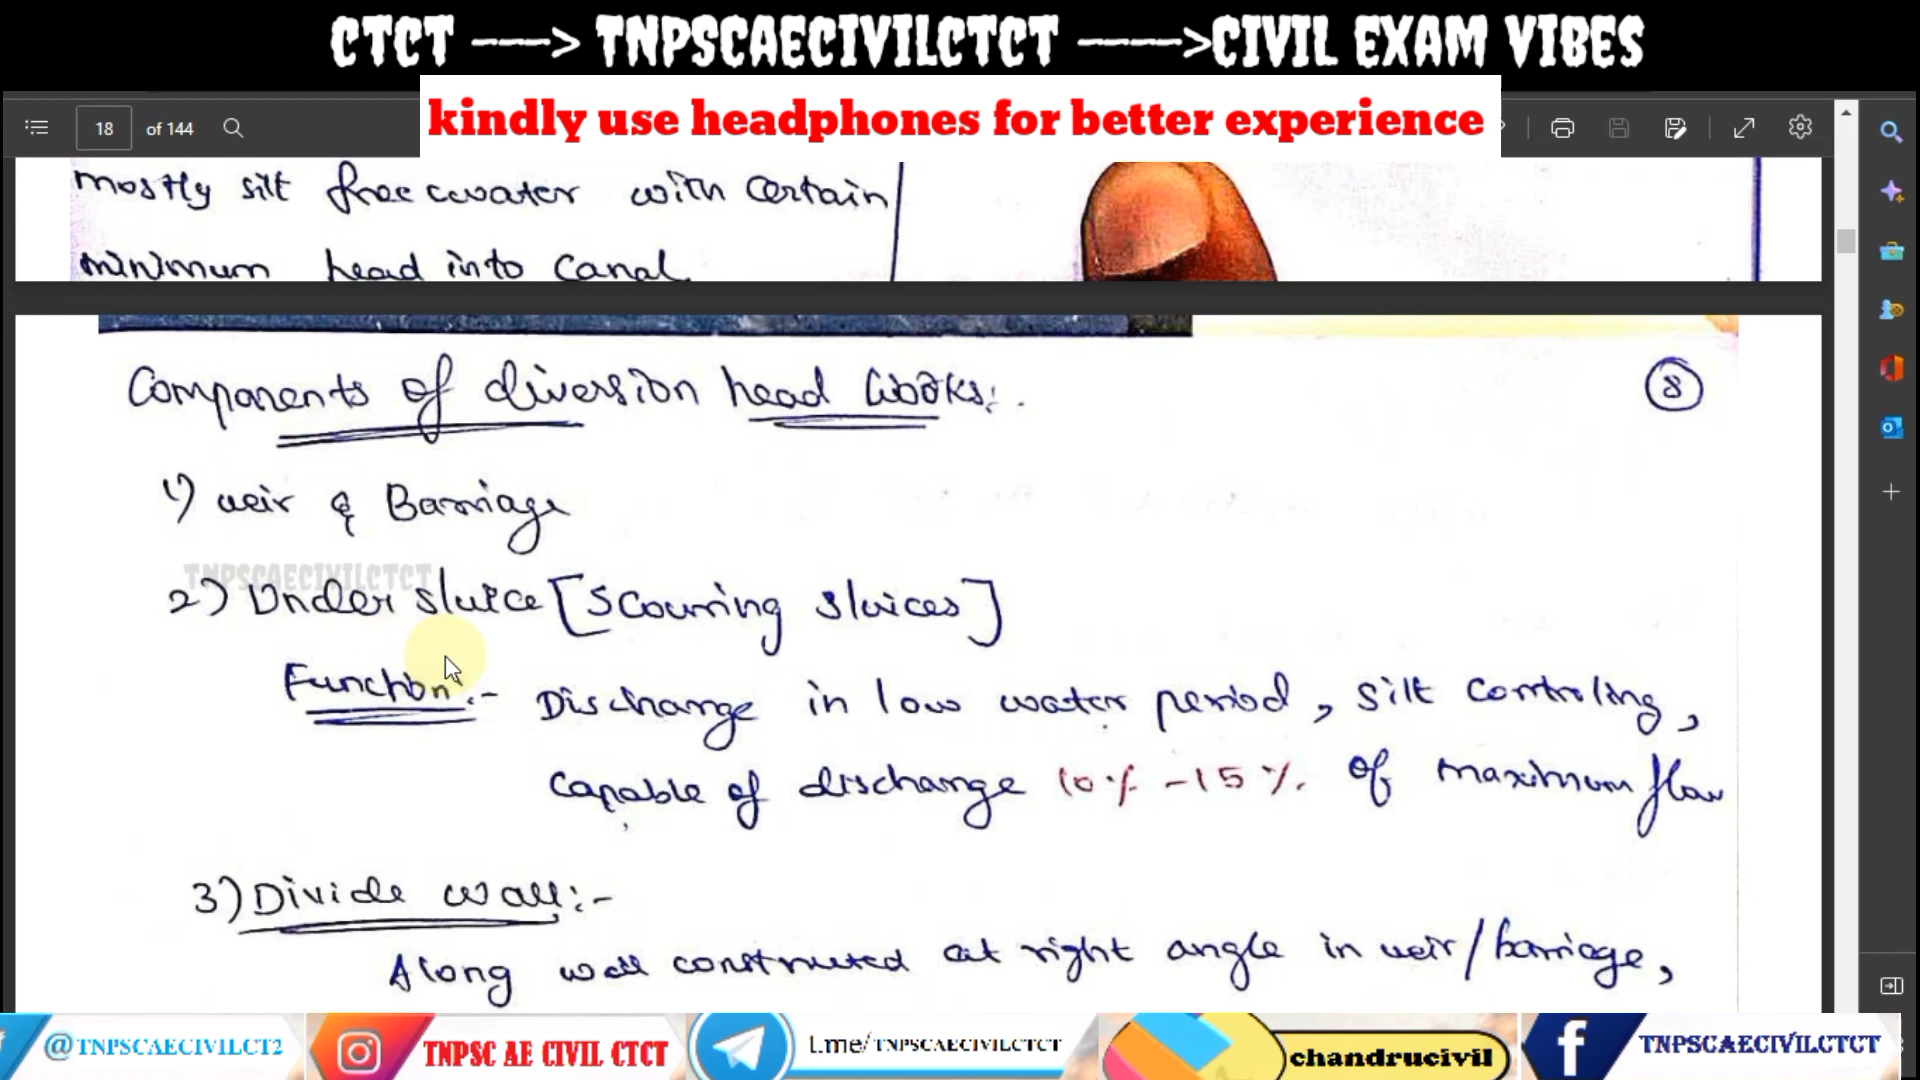 CTCT ---> TNPSCAECIVILCTCT ---->CIVIL EXAM VIBES
kindly use headphones for better experience
18 of 144
mostly silt free water with certain
minimum head into canal
Components of diversion head works:.
8
1) weir & Barriage
TNPSCAECIVILCTCT
2) Under sluice [Scouring sluices]
Function:- Discharge in low water period, silt controling,
Capable of discharge 10% -15%. of maximum flow
3) Divide wall:-
A long wall constructed at right angle in weir/barriage,
@TNPSCAECIVILCT2
TNPSC AE CIVIL CTCT
t.me/TNPSCAECIVILCTCT
chandrucivil
TNPSCAECIVILCTCT